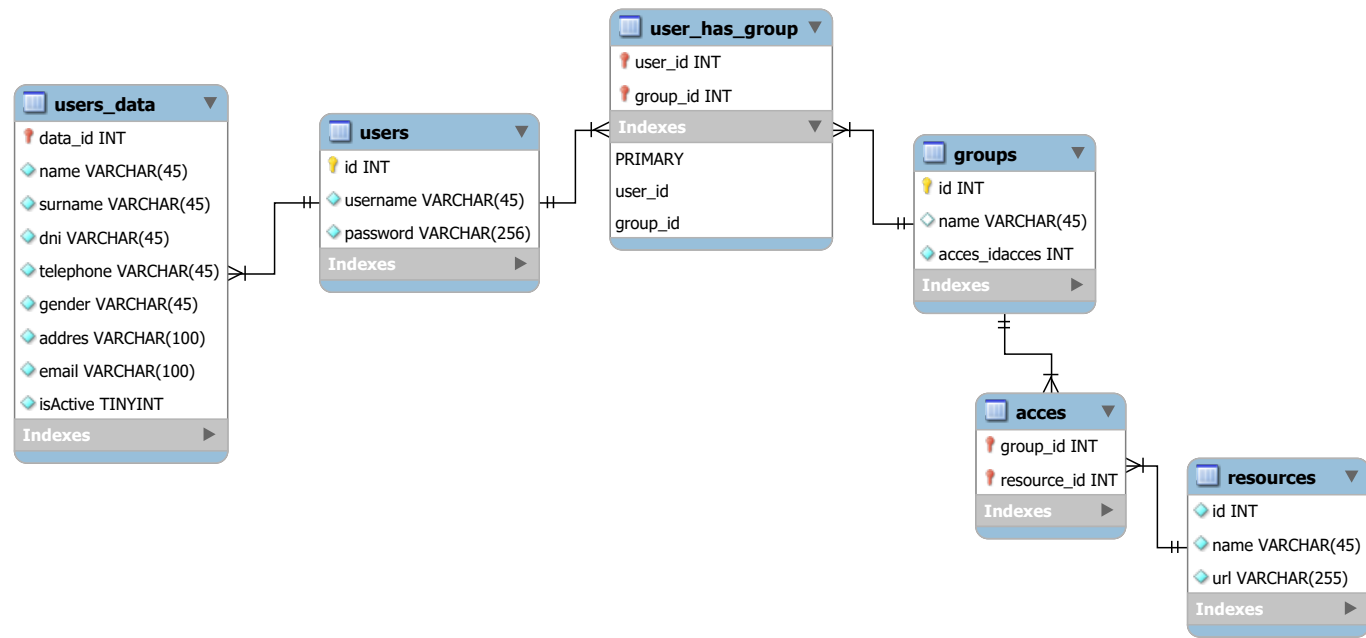 users_data
data_id INT
name VARCHAR(45)
surname VARCHAR(45)
dni VARCHAR(45)
telephone VARCHAR(45)
gender VARCHAR(45)
addres VARCHAR(100)
email VARCHAR(100)
isActive TINYINT
Indexes
users
id INT
username VARCHAR(45)
password VARCHAR(256)
Indexes
user_has_group
user_id INT
group_id INT
Indexes
PRIMARY
user_id
group_id
groups
id INT
name VARCHAR(45)
acces_idacces INT
Indexes
acces
group_id INT
resource_id INT
Indexes
resources
id INT
name VARCHAR(45)
url VARCHAR(255)
Indexes